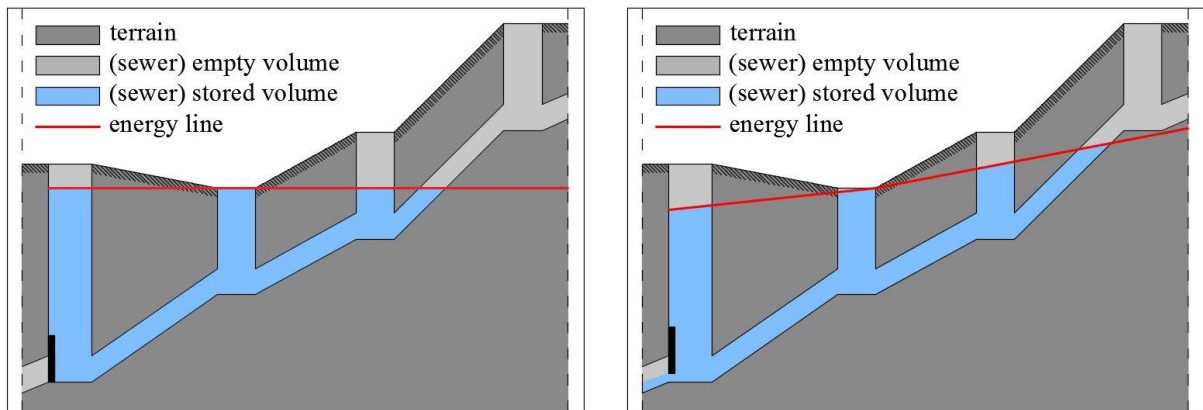 terrain
(sewer) empty volume
(sewer) stored volume
energy line
terrain
(sewer) empty volume
(sewer) stored volume
energy line